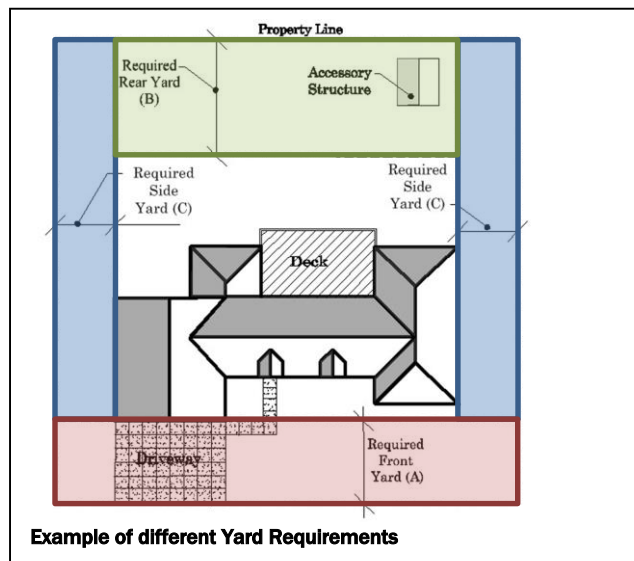 Property Line
Required
Rear Yard
(B)
Accessory
Structure
Required
Side
Yard (C)
Required
Side
Yard (C)
Deck
Driveway
Required
Front
Yard (A)
Example of different Yard Requirements